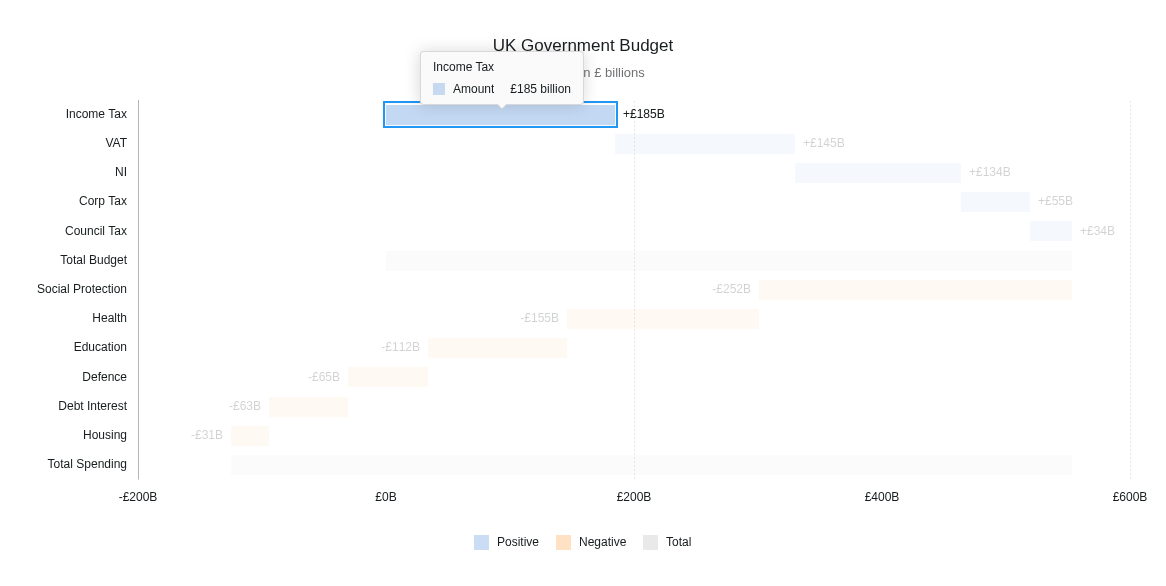 UK Government Budget
n £ billions
Income Tax
Amount £185 billion
Income Tax +£185B
VAT +£145B
NI +£134B
Corp Tax +£55B
Council Tax +£34B
Total Budget
Social Protection -£252B
Health -£155B
Education -£112B
Defence -£65B
Debt Interest -£63B
Housing -£31B
Total Spending
-£200B £0B £200B £400B £600B
Positive Negative Total